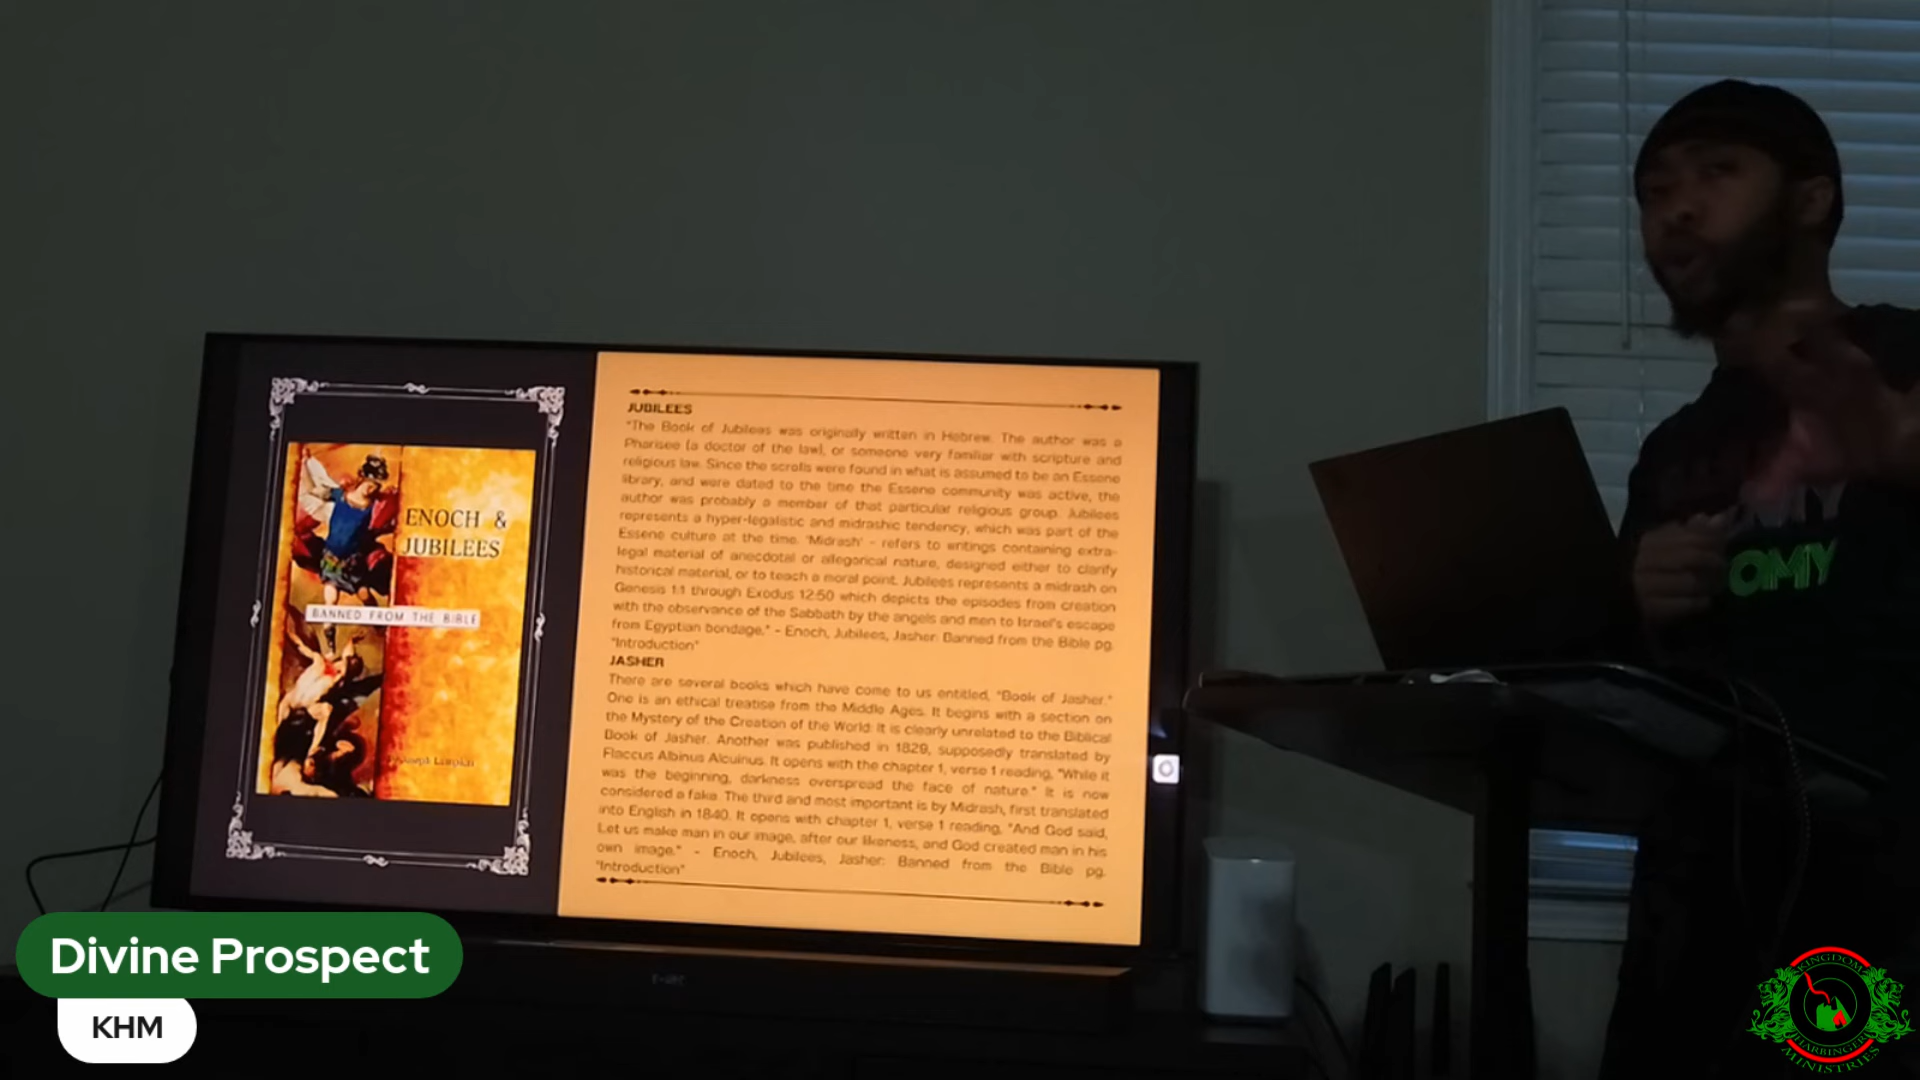 JUBILEES
"The Book of Jubilees was originally written in Hebrew. The author was a
Pharisee (a doctor of the law), or someone very familiar with scripture and
religious law. Since the scrolls were found in what is assumed to be an Essene
library, and were dated to the time the Essene community was active, the
author was probably a member of that particular religious group. Jubilees
represents a hyper-legalistic and midrashic tendency, which was part of the
Essene culture at the time. 'Midrash' - refers to writings containing extra-
legal material of anecdotal or allegorical nature, designed either to clarify
historical material, or to teach a moral point. Jubilees represents a midrash on
Genesis 1:1 through Exodus 12:50 which depicts the episodes from creation
with the observance of the Sabbath by the angels and men to Israel's escape
from Egyptian bondage." - Enoch, Jubilees, Jasher: Banned from the Bible pg.
"Introduction"
JASHER
There are several books which have come to us entitled, "Book of Jasher."
One is an ethical treatise from the Middle Ages. It begins with a section on
the Mystery of the Creation of the World: It is clearly unrelated to the Biblical
Book of Jasher. Another was published in 1829, supposedly translated by
Flaccus Albinus Alcuinus. It opens with the chapter 1, verse 1 reading, "While it
was the beginning, darkness overspread the face of nature." It is now
considered a fake. The third and most important is by Midrash, first translated
into English in 1840. It opens with chapter 1, verse 1 reading, "And God said,
Let us make man in our image, after our likeness, and God created man in his
own image." - Enoch, Jubilees, Jasher: Banned from the Bible pg.
"Introduction"
ENOCH &
JUBILEES
BANNED FROM THE BIBLE
Joseph Lumpkin
OMY
Divine Prospect
KHM
KINGDOM
HARBINGER
MINISTRIES